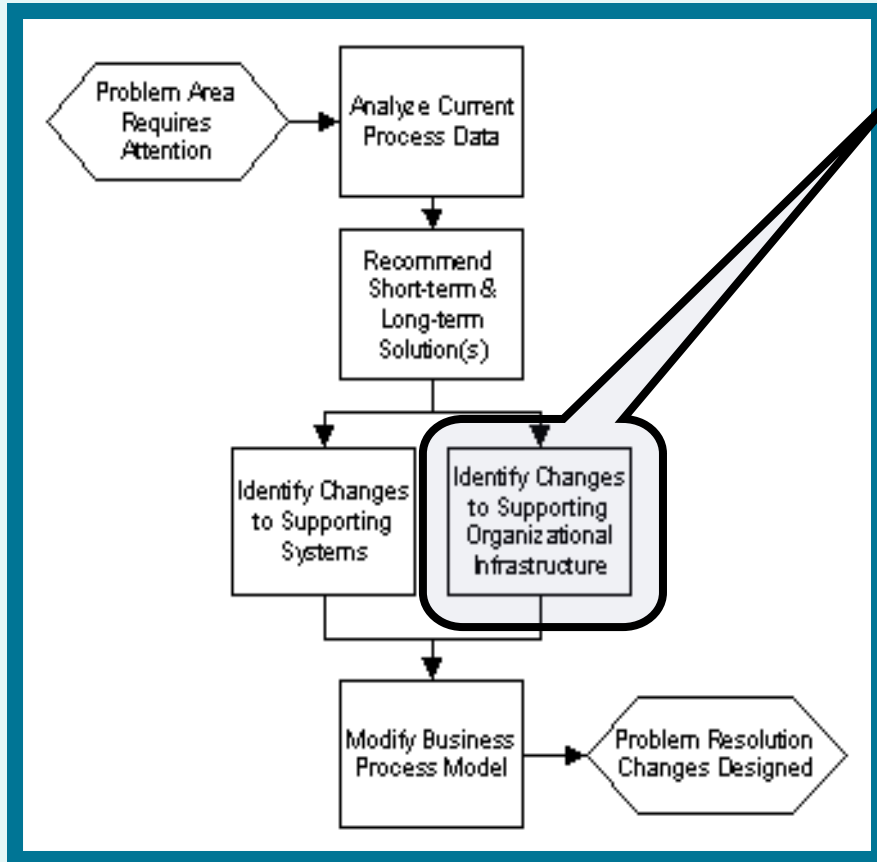 Problem Area
Requires
Attention
Analyze Current
Process Data
Recommend
Short-term &
Long-term
Solution(s)
Identify Changes
to Supporting
Systems
Identify Changes
to Supporting
Organizational
Infrastructure
Modify Business
Process Model
Problem Resolution
Changes Designed